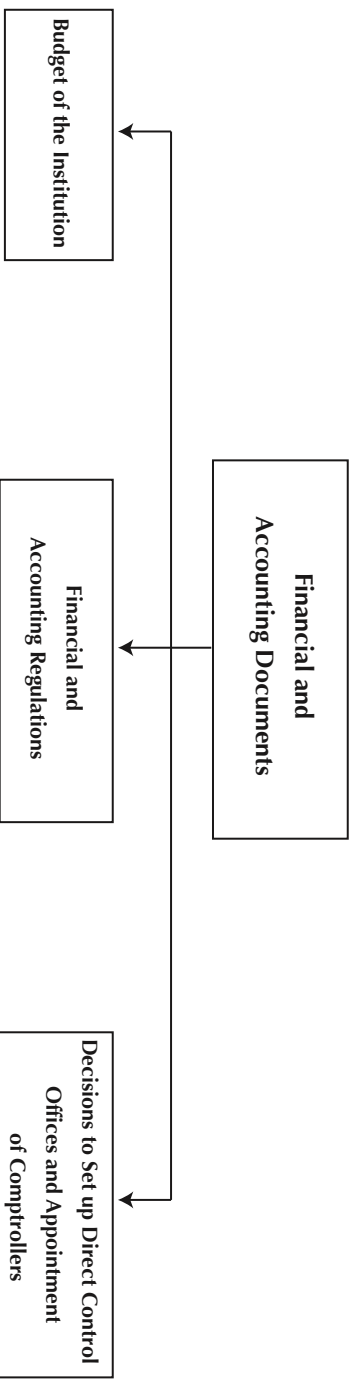 Financial and
Accounting Documents
Budget of the Institution
Financial and
Accounting Regulations
Decisions to Set up Direct Control
Offices and Appointment
of Comptrollers